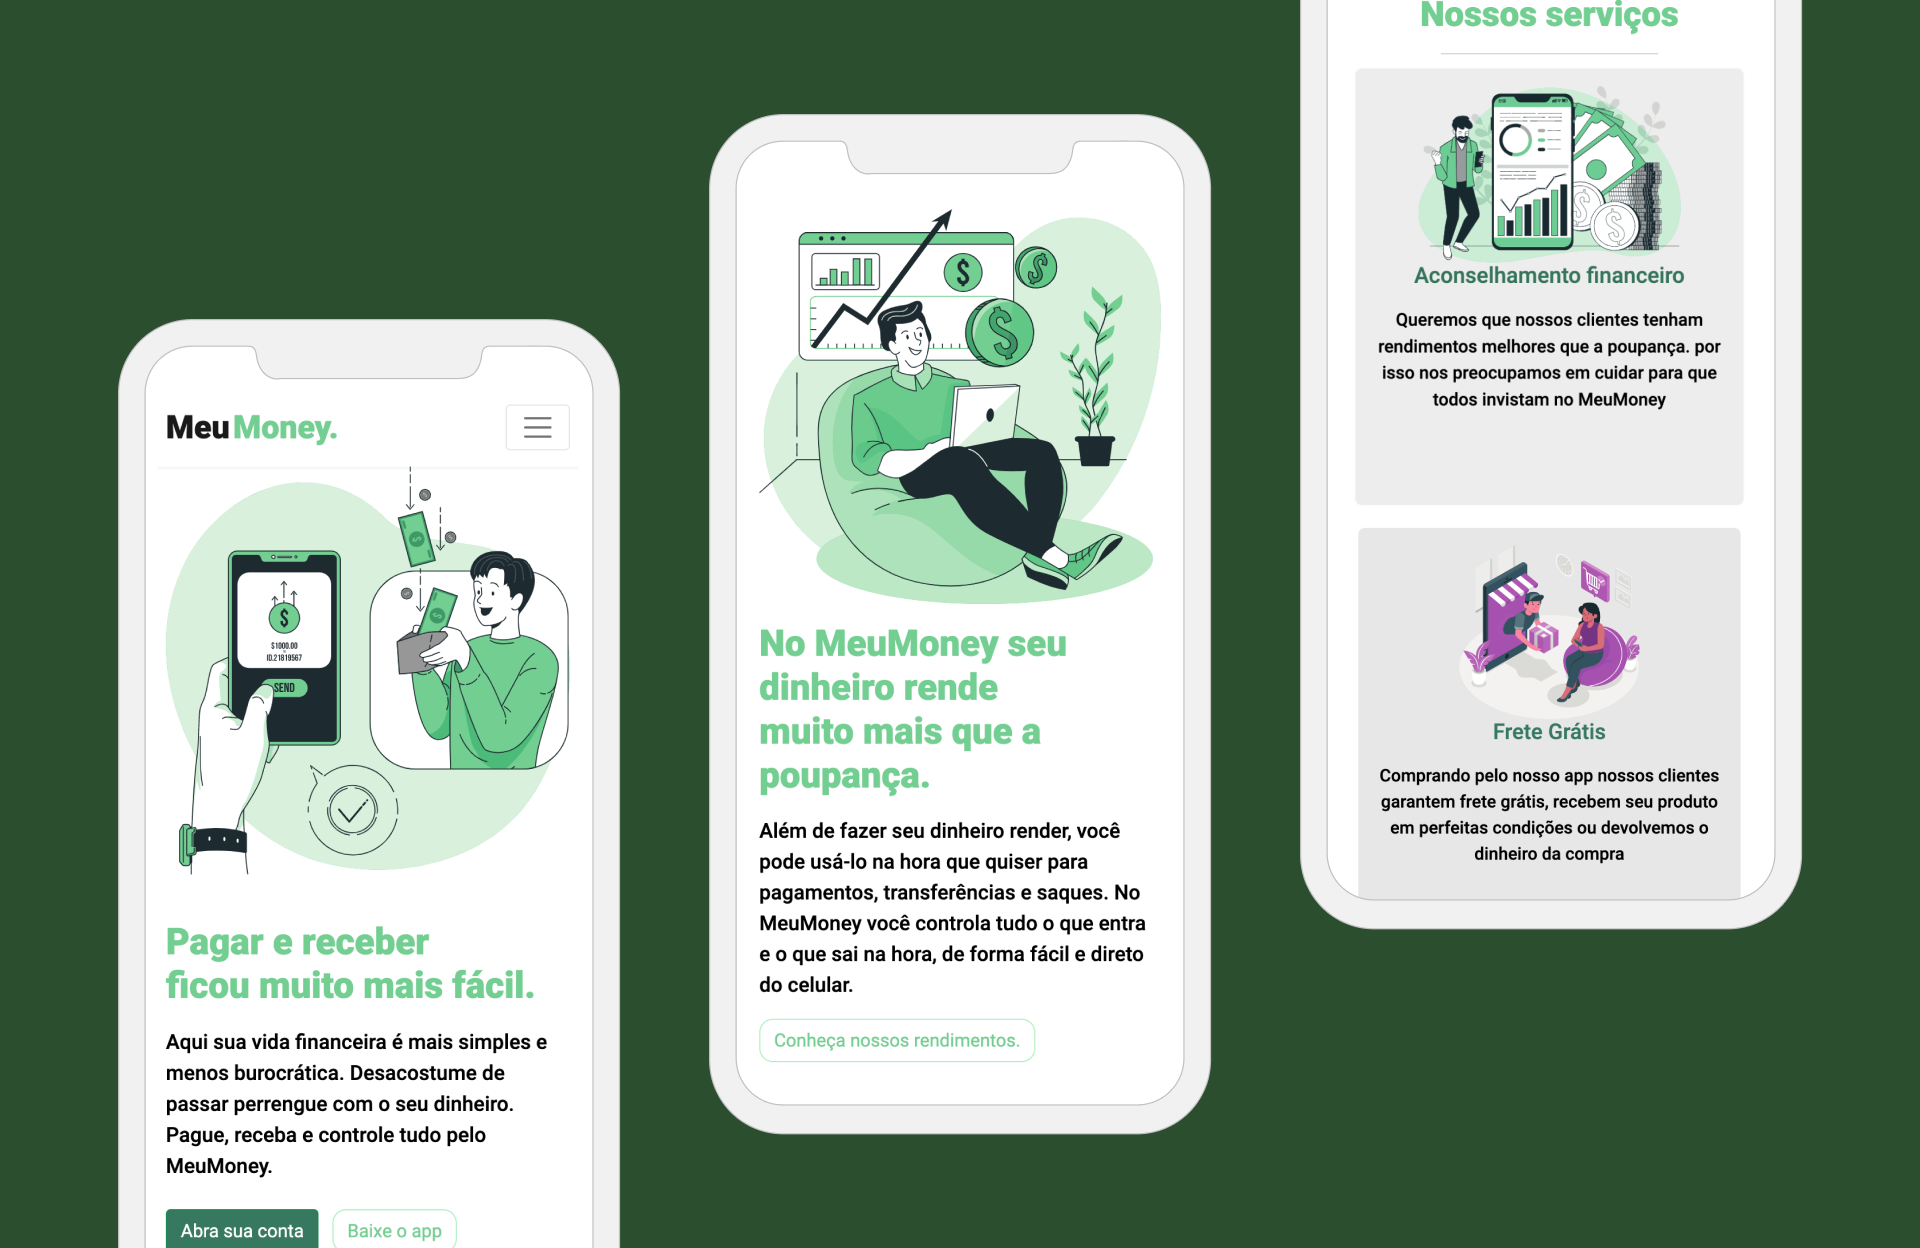 MeuMoney.
$1000.00
ID.21819567
SEND
Pagar e receber
ficou muito mais fácil.
Aqui sua vida financeira é mais simples e
menos burocrática. Desacostume de
passar perrengue com o seu dinheiro.
Pague, receba e controle tudo pelo
MeuMoney.
Abra sua conta
Baixe o app
No MeuMoney seu
dinheiro rende
muito mais que a
poupança.
Além de fazer seu dinheiro render, você
pode usá-lo na hora que quiser para
pagamentos, transferências e saques. No
MeuMoney você controla tudo o que entra
e o que sai na hora, de forma fácil e direto
do celular.
Conheça nossos rendimentos.
Nossos serviços
Aconselhamento financeiro
Queremos que nossos clientes tenham
rendimentos melhores que a poupança. por
isso nos preocupamos em cuidar para que
todos invistam no MeuMoney
Frete Grátis
Comprando pelo nosso app nossos clientes
garantem frete grátis, recebem seu produto
em perfeitas condições ou devolvemos o
dinheiro da compra